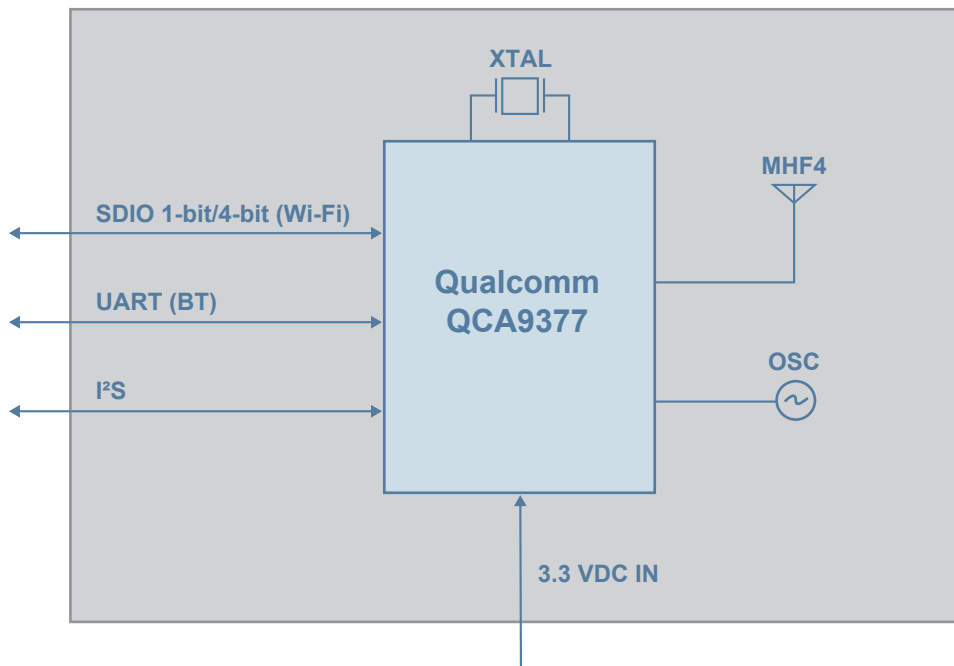 XTAL
MHF4
SDIO 1-bit/4-bit (Wi-Fi)
Qualcomm
QCA9377
UART (BT)
OSC
I²S
3.3 VDC IN